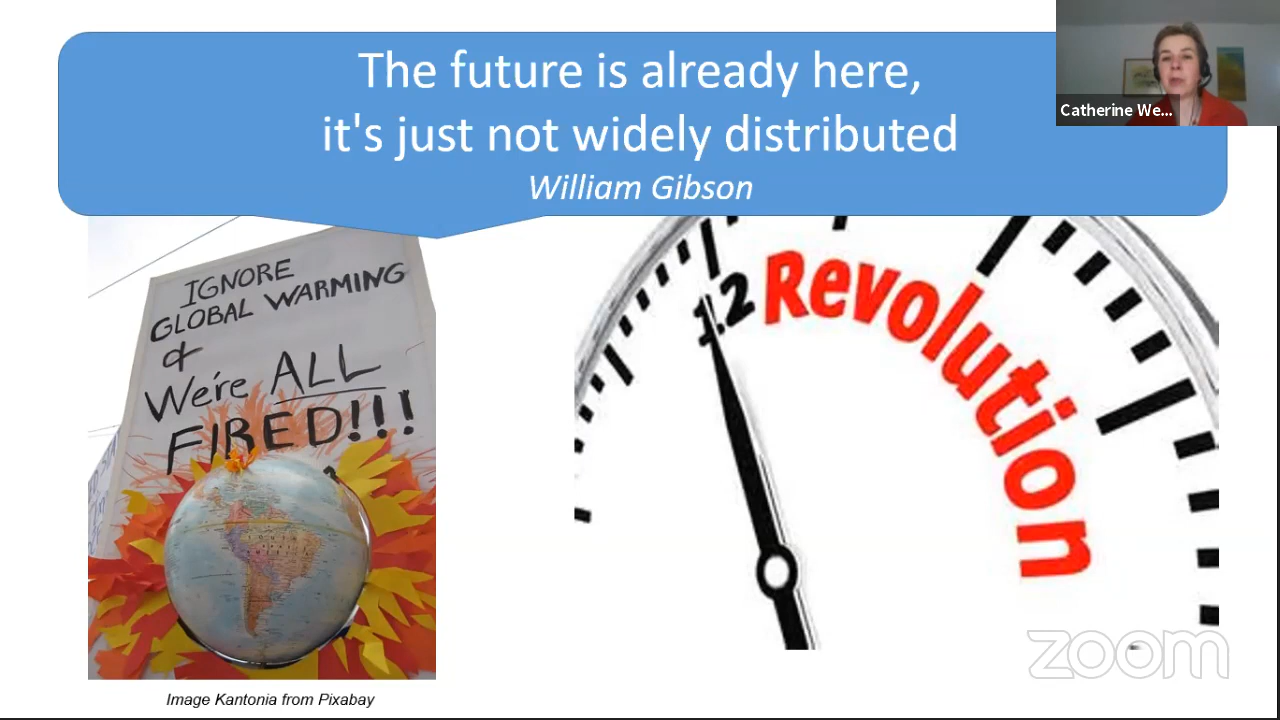 The future is already here,
it's just not widely distributed
William Gibson
Catherine We...
IGNORE
GLOBAL WARMING
&
We're ALL
FIRED!!!
12
Revolution
zoom
Image Kantonia from Pixabay